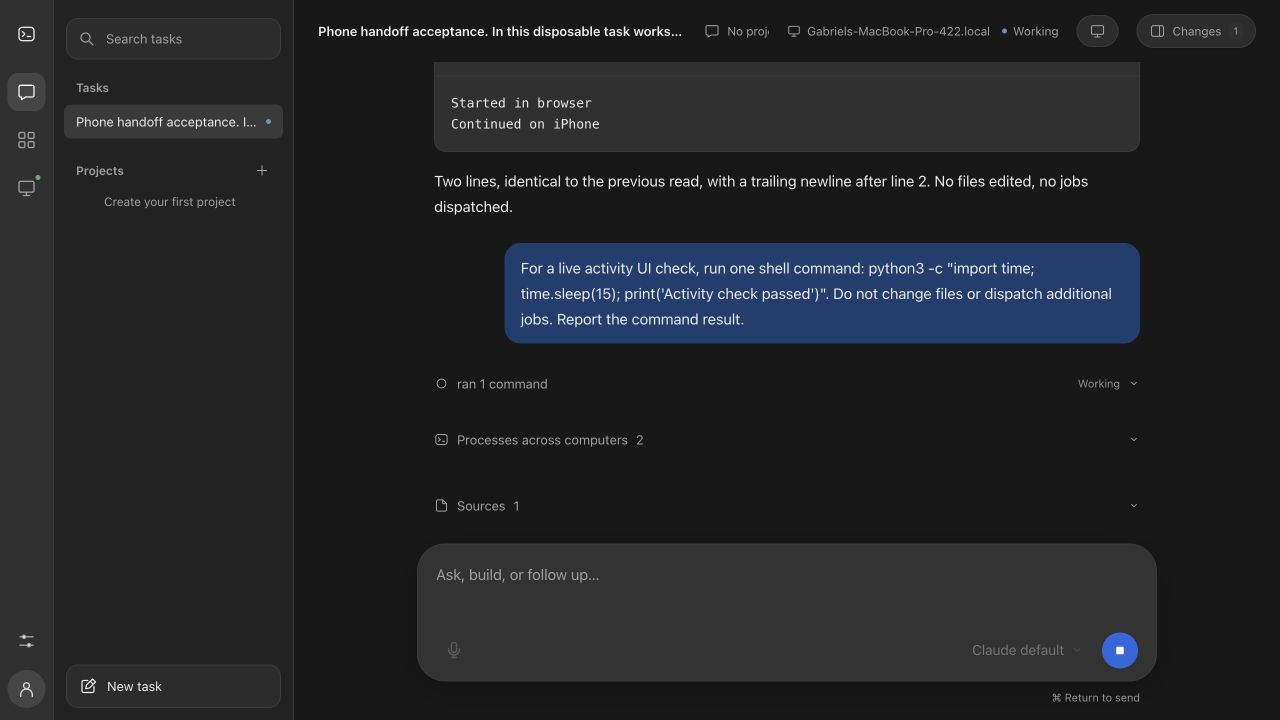 Search tasks
Tasks
Phone handoff acceptance. I...
Projects
Create your first project
New task
Phone handoff acceptance. In this disposable task works...
No proj
Gabriels-MacBook-Pro-422.local
Working
Changes 1
Started in browser
Continued on iPhone
Two lines, identical to the previous read, with a trailing newline after line 2. No files edited, no jobs
dispatched.
For a live activity UI check, run one shell command: python3 -c "import time;
time.sleep(15); print('Activity check passed')". Do not change files or dispatch additional
jobs. Report the command result.
ran 1 command
Working
Processes across computers 2
Sources 1
Ask, build, or follow up...
Claude default
⌘ Return to send